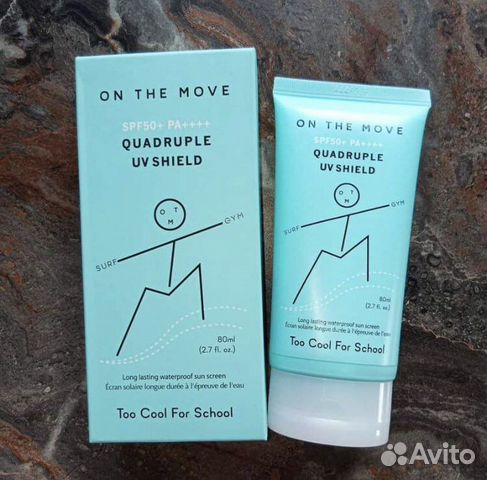 ON THE MOVE
SPF50+ PA++++
QUADRUPLE
UV SHIELD
O T
M
SURF
GYM
80ml
(2.7 fl. oz.)
Long lasting waterproof sun screen
Écran solaire longue durée à l'épreuve de l'eau
Too Cool For School
ON THE MOVE
SPF50+ PA++++
QUADRUPLE
UV SHIELD
O T
M
SURF
GYM
80ml
(2.7 fl. oz.)
Long lasting waterproof sun screen
Écran solaire longue durée à l'épreuve de l'eau
Too Cool For School
Avito